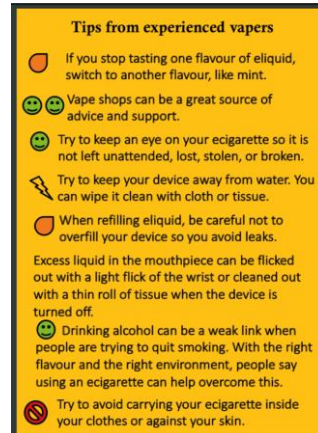 Tips from experienced vapers
If you stop tasting one flavour of eliquid,
switch to another flavour, like mint.
Vape shops can be a great source of
advice and support.
Try to keep an eye on your ecigarette so it is
not left unattended, lost, stolen, or broken.
Try to keep your device away from water. You
can wipe it clean with cloth or tissue.
When refilling eliquid, be careful not to
overfill your device so you avoid leaks.
Excess liquid in the mouthpiece can be flicked
out with a light flick of the wrist or cleaned out
with a thin roll of tissue when the device is
turned off.
Drinking alcohol can be a weak link when
people are trying to quit smoking. With the right
flavour and the right environment, people say
using an ecigarette can help overcome this.
Try to avoid carrying your ecigarette inside
your clothes or against your skin.